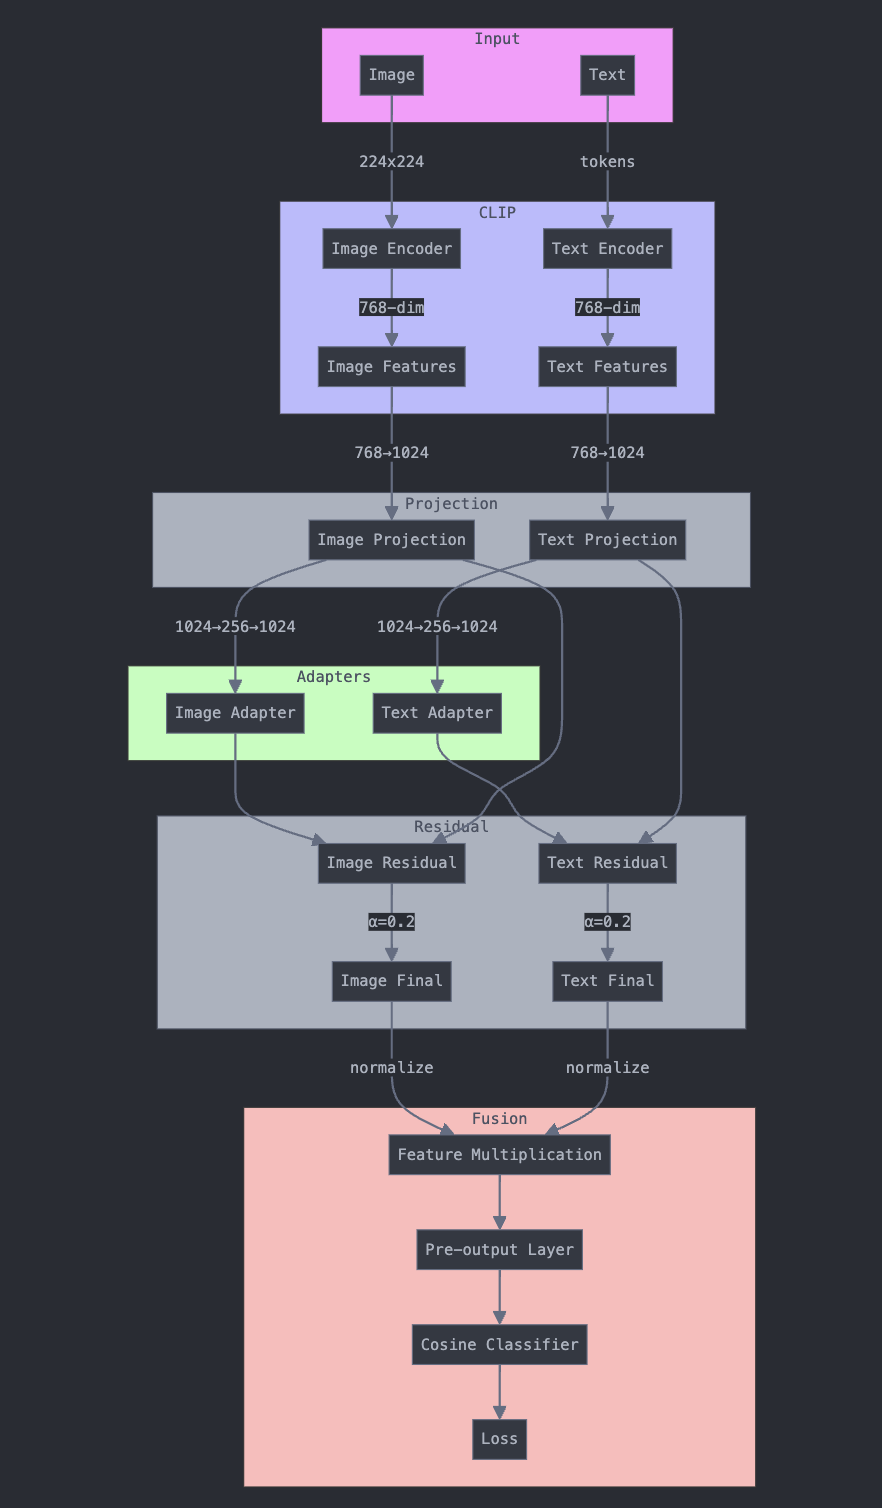 Input
Image
Text
224x224
tokens
CLIP
Image Encoder
Text Encoder
768-dim
768-dim
Image Features
Text Features
768→1024
768→1024
Projection
Image Projection
Text Projection
1024→256→1024
1024→256→1024
Adapters
Image Adapter
Text Adapter
Residual
Image Residual
Text Residual
α=0.2
α=0.2
Image Final
Text Final
normalize
normalize
Fusion
Feature Multiplication
Pre-output Layer
Cosine Classifier
Loss